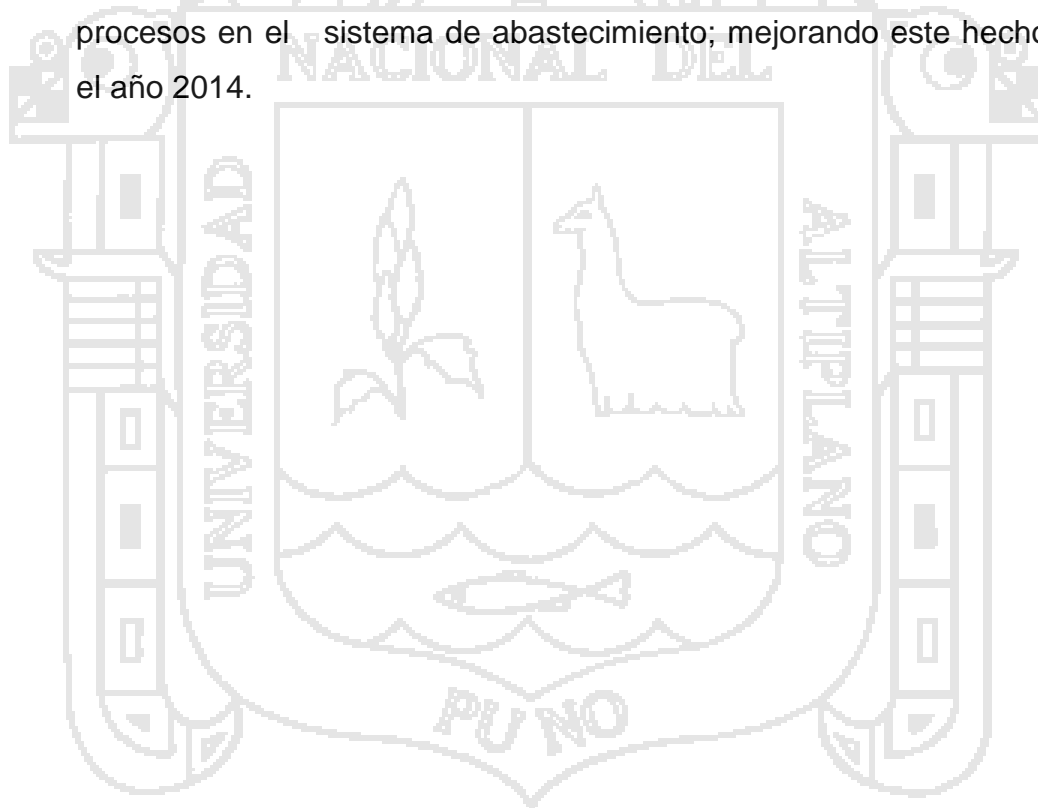 procesos en el sistema de abastecimiento; mejorando este hecho
el año 2014.
NACIONAL DEL
UNIVERSIDAD
ALTIPLANO
PUNO